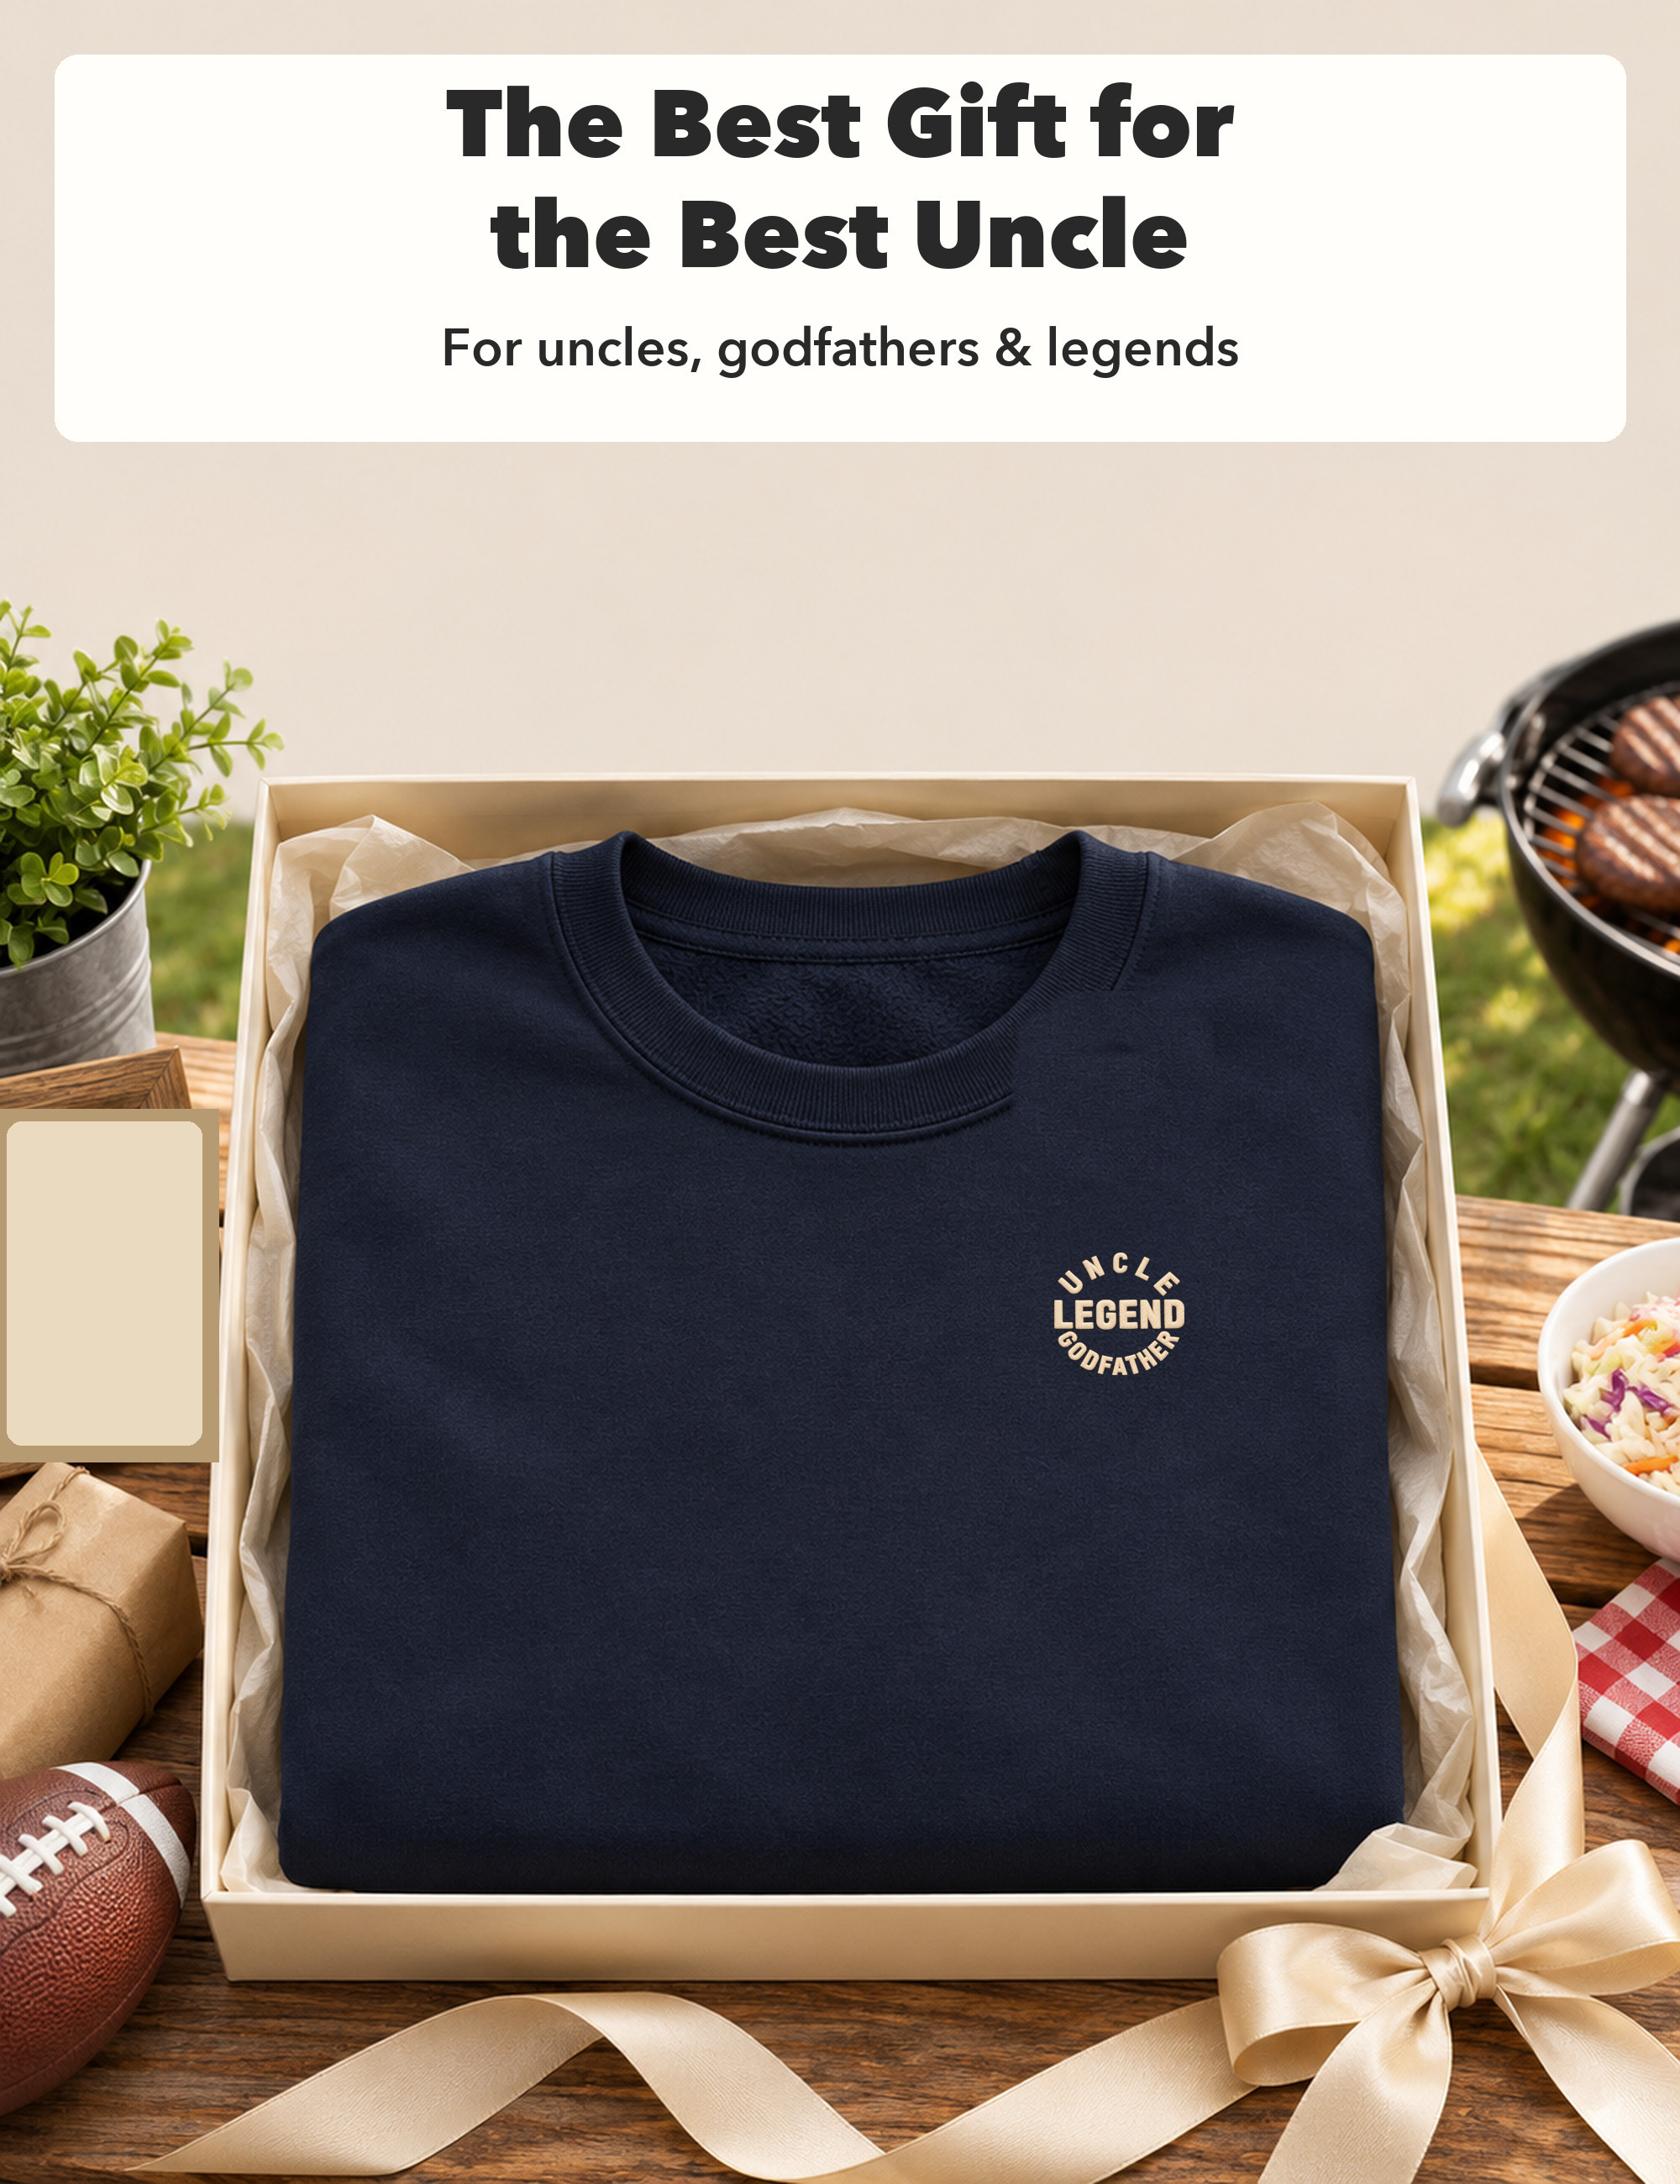 The Best Gift for
the Best Uncle
For uncles, godfathers & legends
UNCLE
LEGEND
GODFATHER